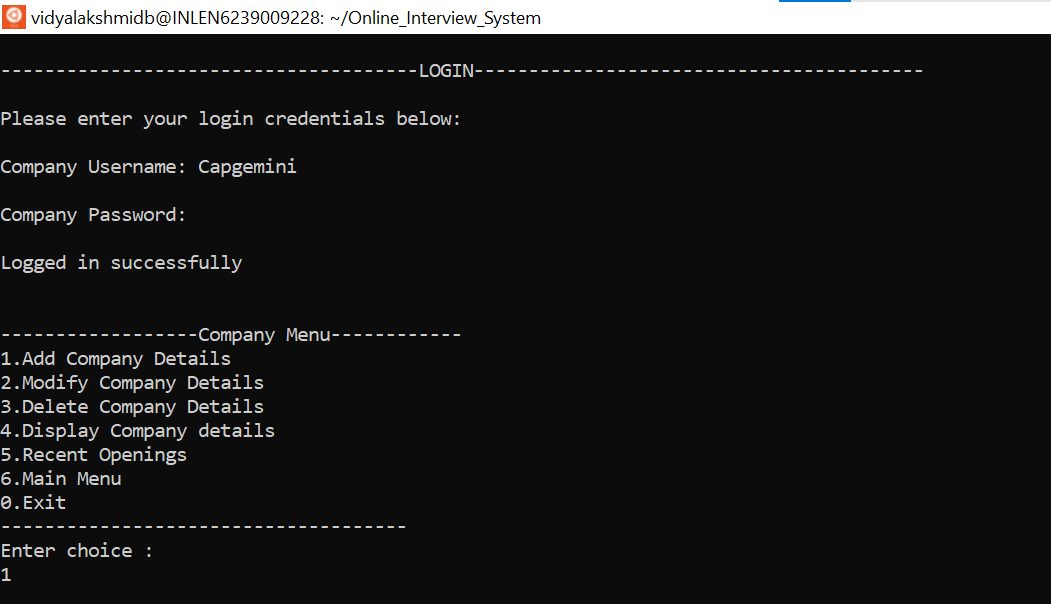 vidyalakshmidb@INLEN6239009228: ~/Online_Interview_System
--------------------------------------LOGIN-----------------------------------------
Please enter your login credentials below:
Company Username: Capgemini
Company Password:
Logged in successfully
------------------Company Menu------------
1.Add Company Details
2.Modify Company Details
3.Delete Company Details
4.Display Company details
5.Recent Openings
6.Main Menu
0.Exit
-------------------------------------
Enter choice :
1